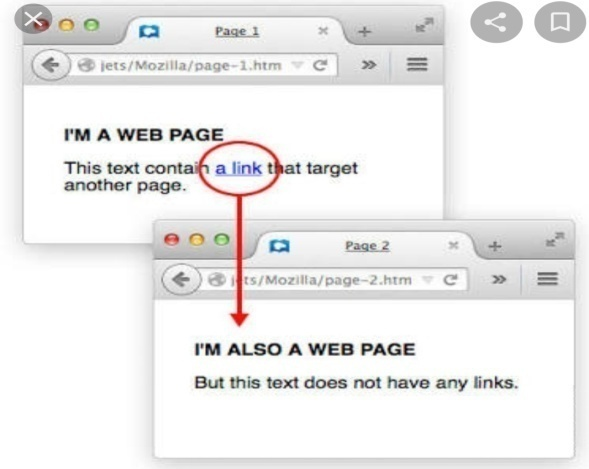 Page 1
jets/Mozilla/page-1.htm
I'M A WEB PAGE
This text contain a link that target
another page.
Page 2
jets/Mozilla/page-2.htm
I'M ALSO A WEB PAGE
But this text does not have any links.